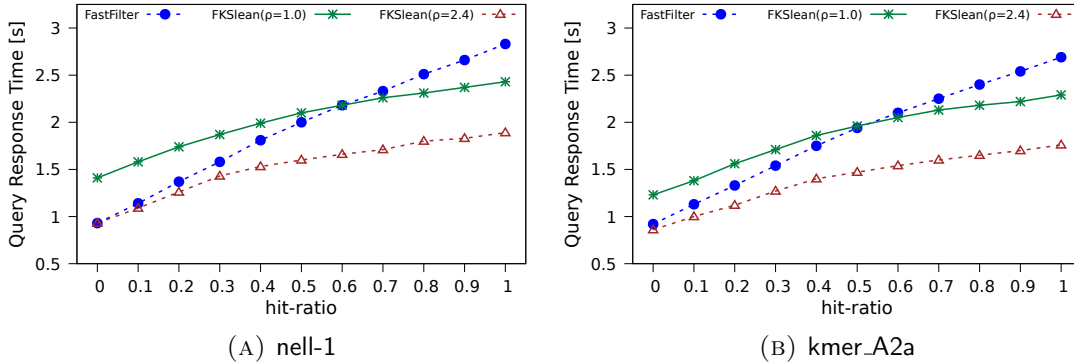 FastFilter FKSlean(ρ=1.0) FKSlean(ρ=2.4)
3
2.5
2
1.5
1
0.5
Query Response Time [s]
0 0.1 0.2 0.3 0.4 0.5 0.6 0.7 0.8 0.9 1
hit-ratio
(A) nell-1
FastFilter FKSlean(ρ=1.0) FKSlean(ρ=2.4)
3
2.5
2
1.5
1
0.5
Query Response Time [s]
0 0.1 0.2 0.3 0.4 0.5 0.6 0.7 0.8 0.9 1
hit-ratio
(B) kmer_A2a